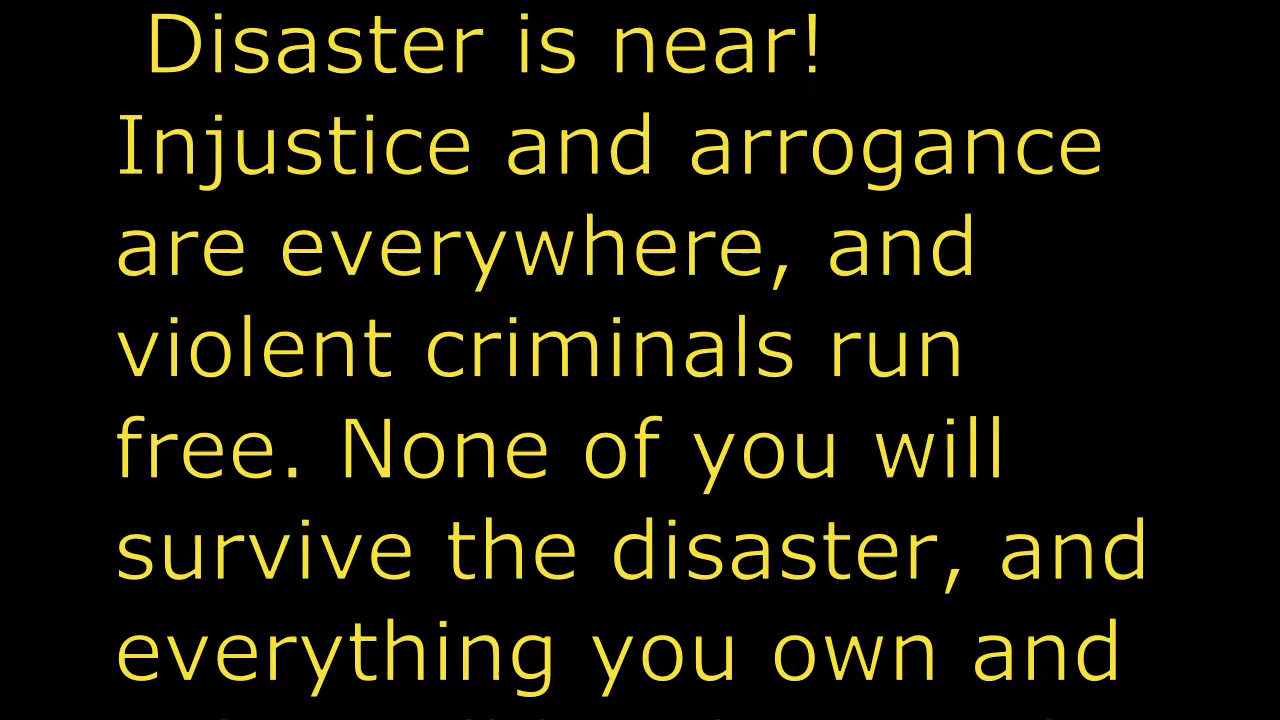 Disaster is near!
Injustice and arrogance
are everywhere, and
violent criminals run
free. None of you will
survive the disaster, and
everything you own and